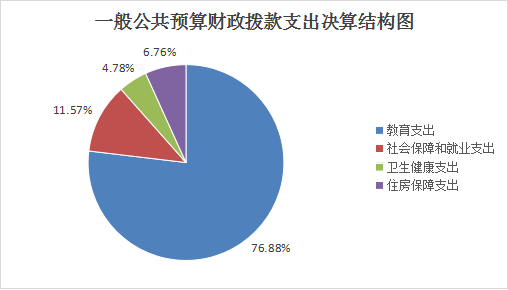 一般公共预算财政拨款支出决算结构图
6.76%
4.78%
11.57%
76.88%
教育支出
社会保障和就业支出
卫生健康支出
住房保障支出